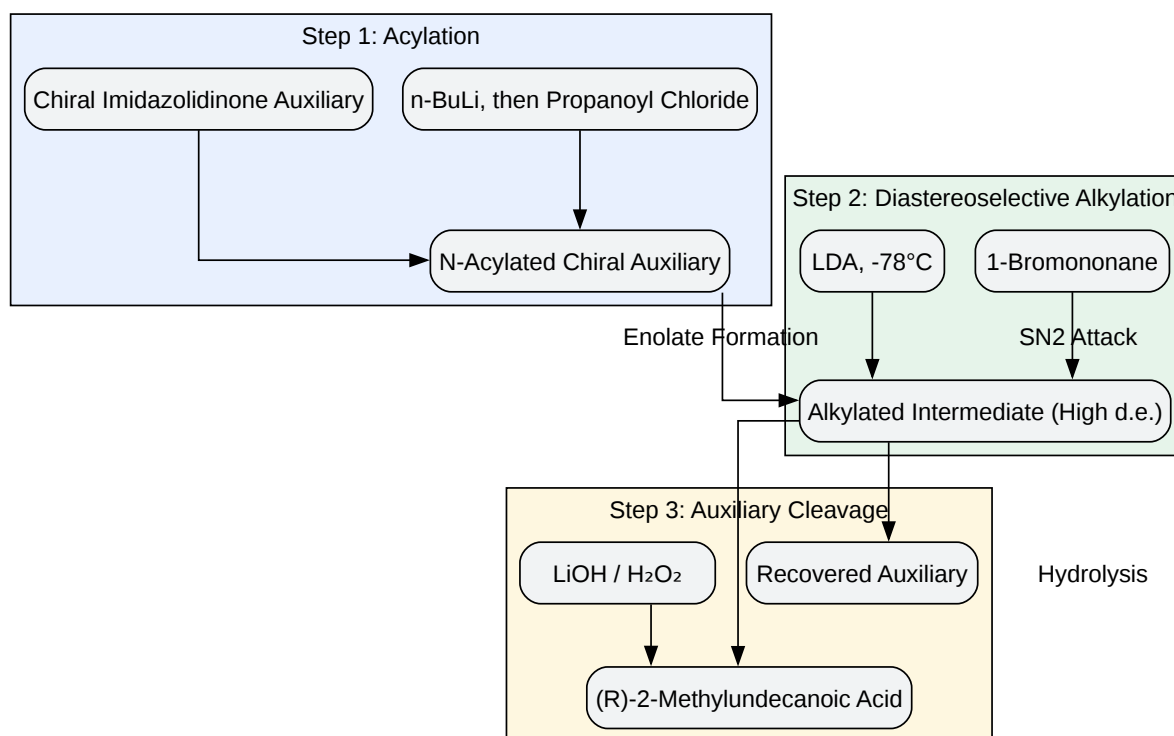 Step 1: Acylation
Chiral Imidazolidinone Auxiliary
n-BuLi, then Propanoyl Chloride
N-Acylated Chiral Auxiliary
Step 2: Diastereoselective Alkylation
LDA, -78°C
1-Bromononane
Enolate Formation
SN2 Attack
Alkylated Intermediate (High d.e.)
Step 3: Auxiliary Cleavage
LiOH / H₂O₂
Recovered Auxiliary
Hydrolysis
(R)-2-Methylundecanoic Acid